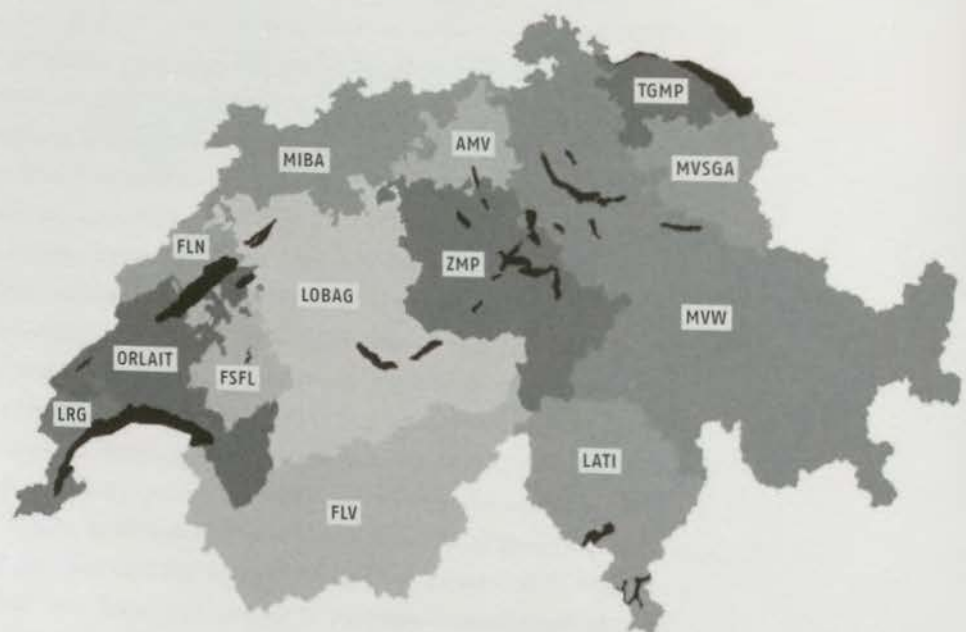 TGMP
AMV
MIBA
MVSGA
FLN
ZMP
LOBAG
MVW
ORLAIT
FSFL
LRG
LATI
FLV